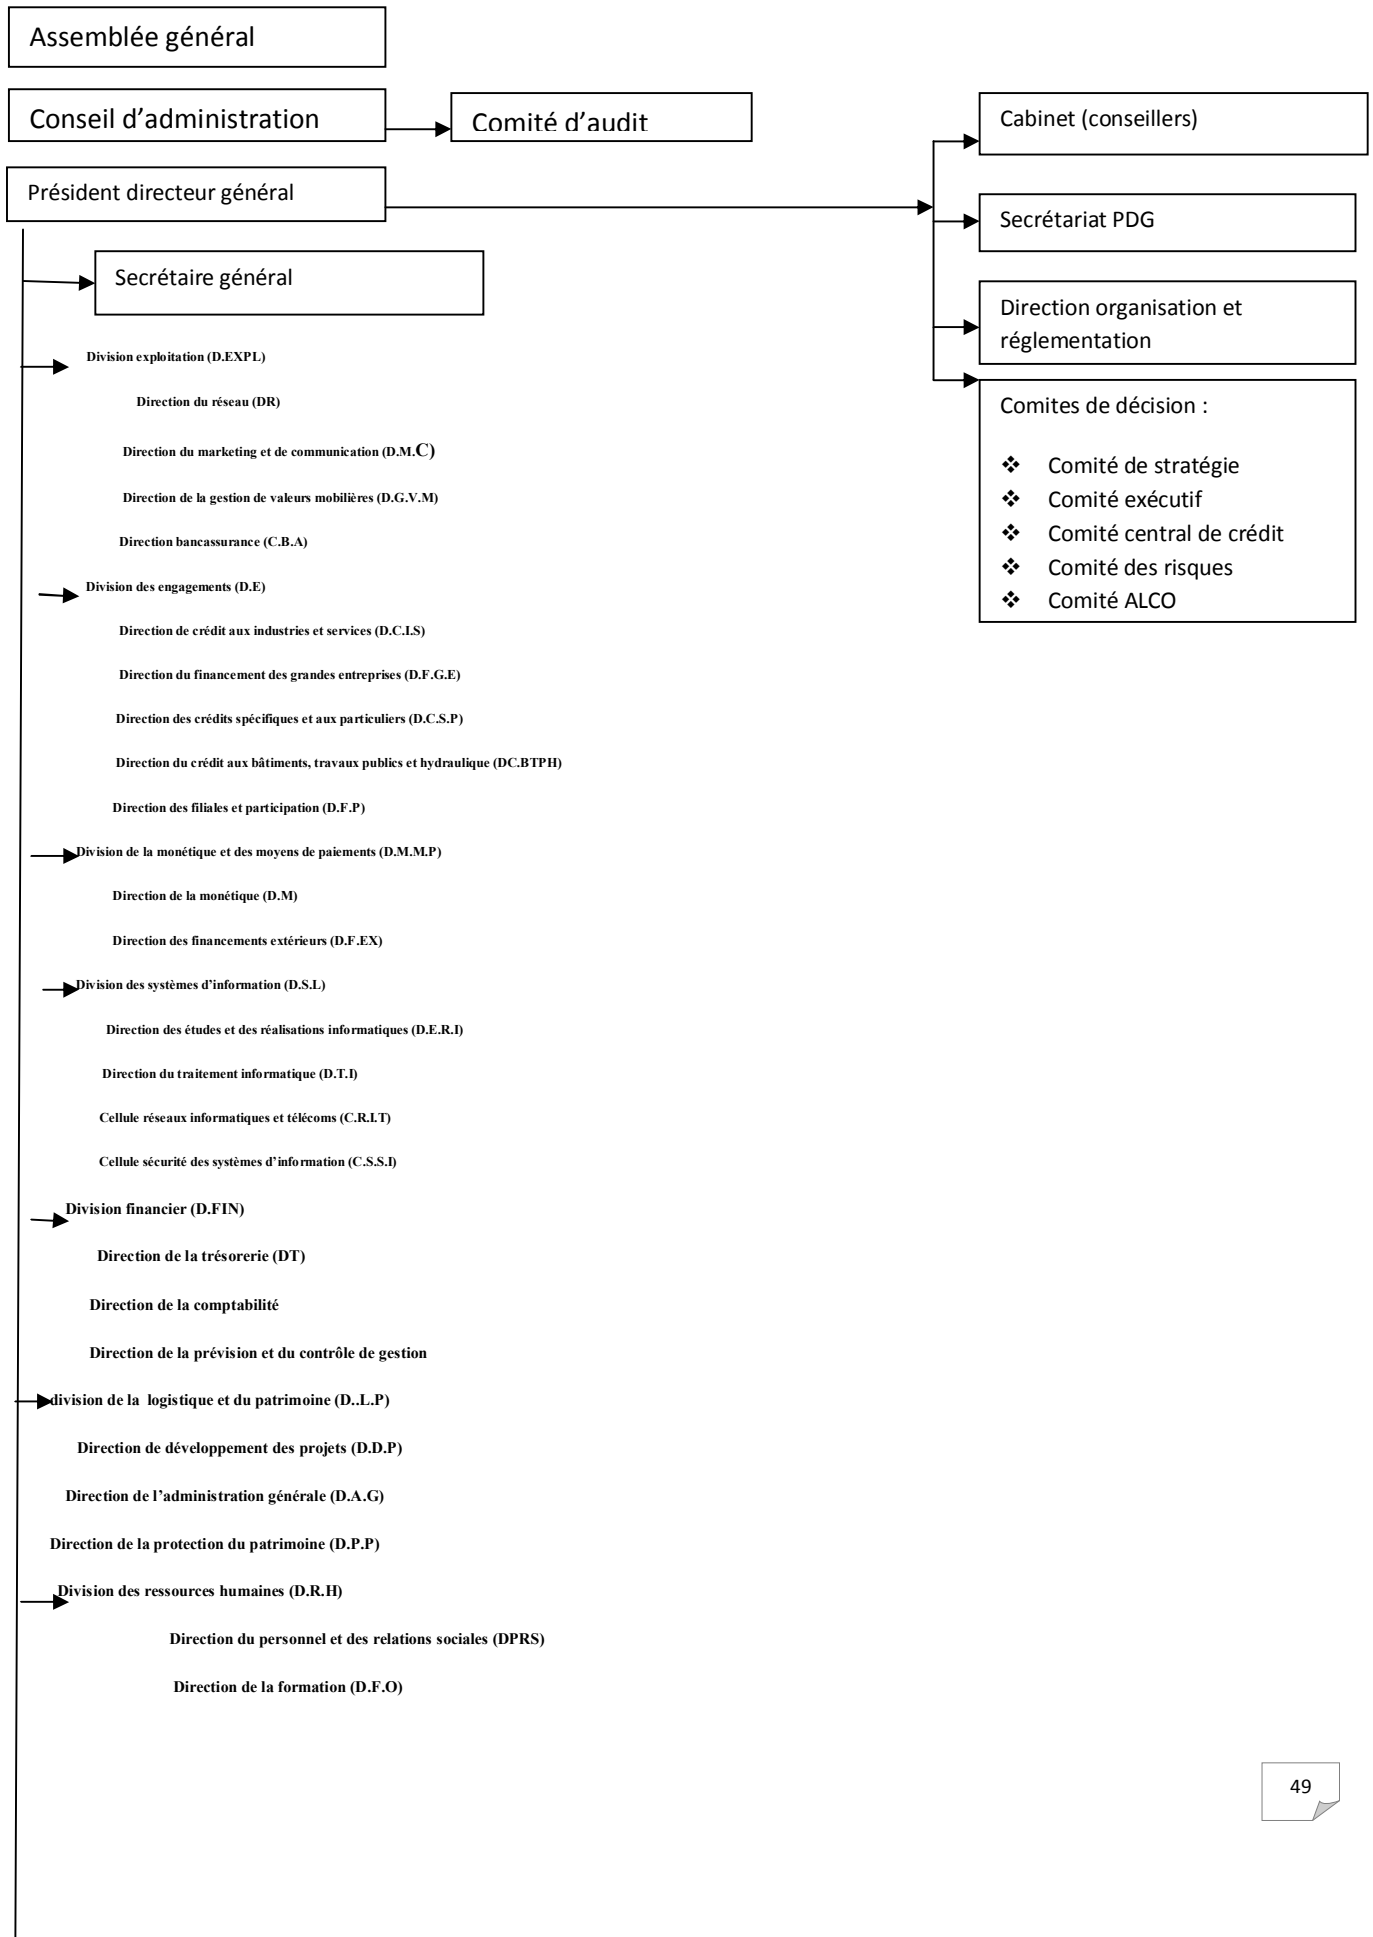 Assemblée général
Conseil d’administration
Comité d’audit
Président directeur général
Cabinet (conseillers)
Secrétariat PDG
Direction organisation et
réglementation
Comites de décision :
❖ Comité de stratégie
❖ Comité exécutif
❖ Comité central de crédit
❖ Comité des risques
❖ Comité ALCO
Secrétaire général
Division exploitation (D.EXPL)
Direction du réseau (DR)
Direction du marketing et de communication (D.M.C)
Direction de la gestion de valeurs mobilières (D.G.V.M)
Direction bancassurance (C.B.A)
Division des engagements (D.E)
Direction de crédit aux industries et services (D.C.I.S)
Direction du financement des grandes entreprises (D.F.G.E)
Direction des crédits spécifiques et aux particuliers (D.C.S.P)
Direction du crédit aux bâtiments, travaux publics et hydraulique (DC.BTPH)
Direction des filiales et participation (D.F.P)
Division de la monétique et des moyens de paiements (D.M.M.P)
Direction de la monétique (D.M)
Direction des financements extérieurs (D.F.EX)
Division des systèmes d’information (D.S.L)
Direction des études et des réalisations informatiques (D.E.R.I)
Direction du traitement informatique (D.T.I)
Cellule réseaux informatiques et télécoms (C.R.I.T)
Cellule sécurité des systèmes d’information (C.S.S.I)
Division financier (D.FIN)
Direction de la trésorerie (DT)
Direction de la comptabilité
Direction de la prévision et du contrôle de gestion
division de la  logistique et du patrimoine (D..L.P)
Direction de développement des projets (D.D.P)
Direction de l’administration générale (D.A.G)
Direction de la protection du patrimoine (D.P.P)
Division des ressources humaines (D.R.H)
Direction du personnel et des relations sociales (DPRS)
Direction de la formation (D.F.O)
49